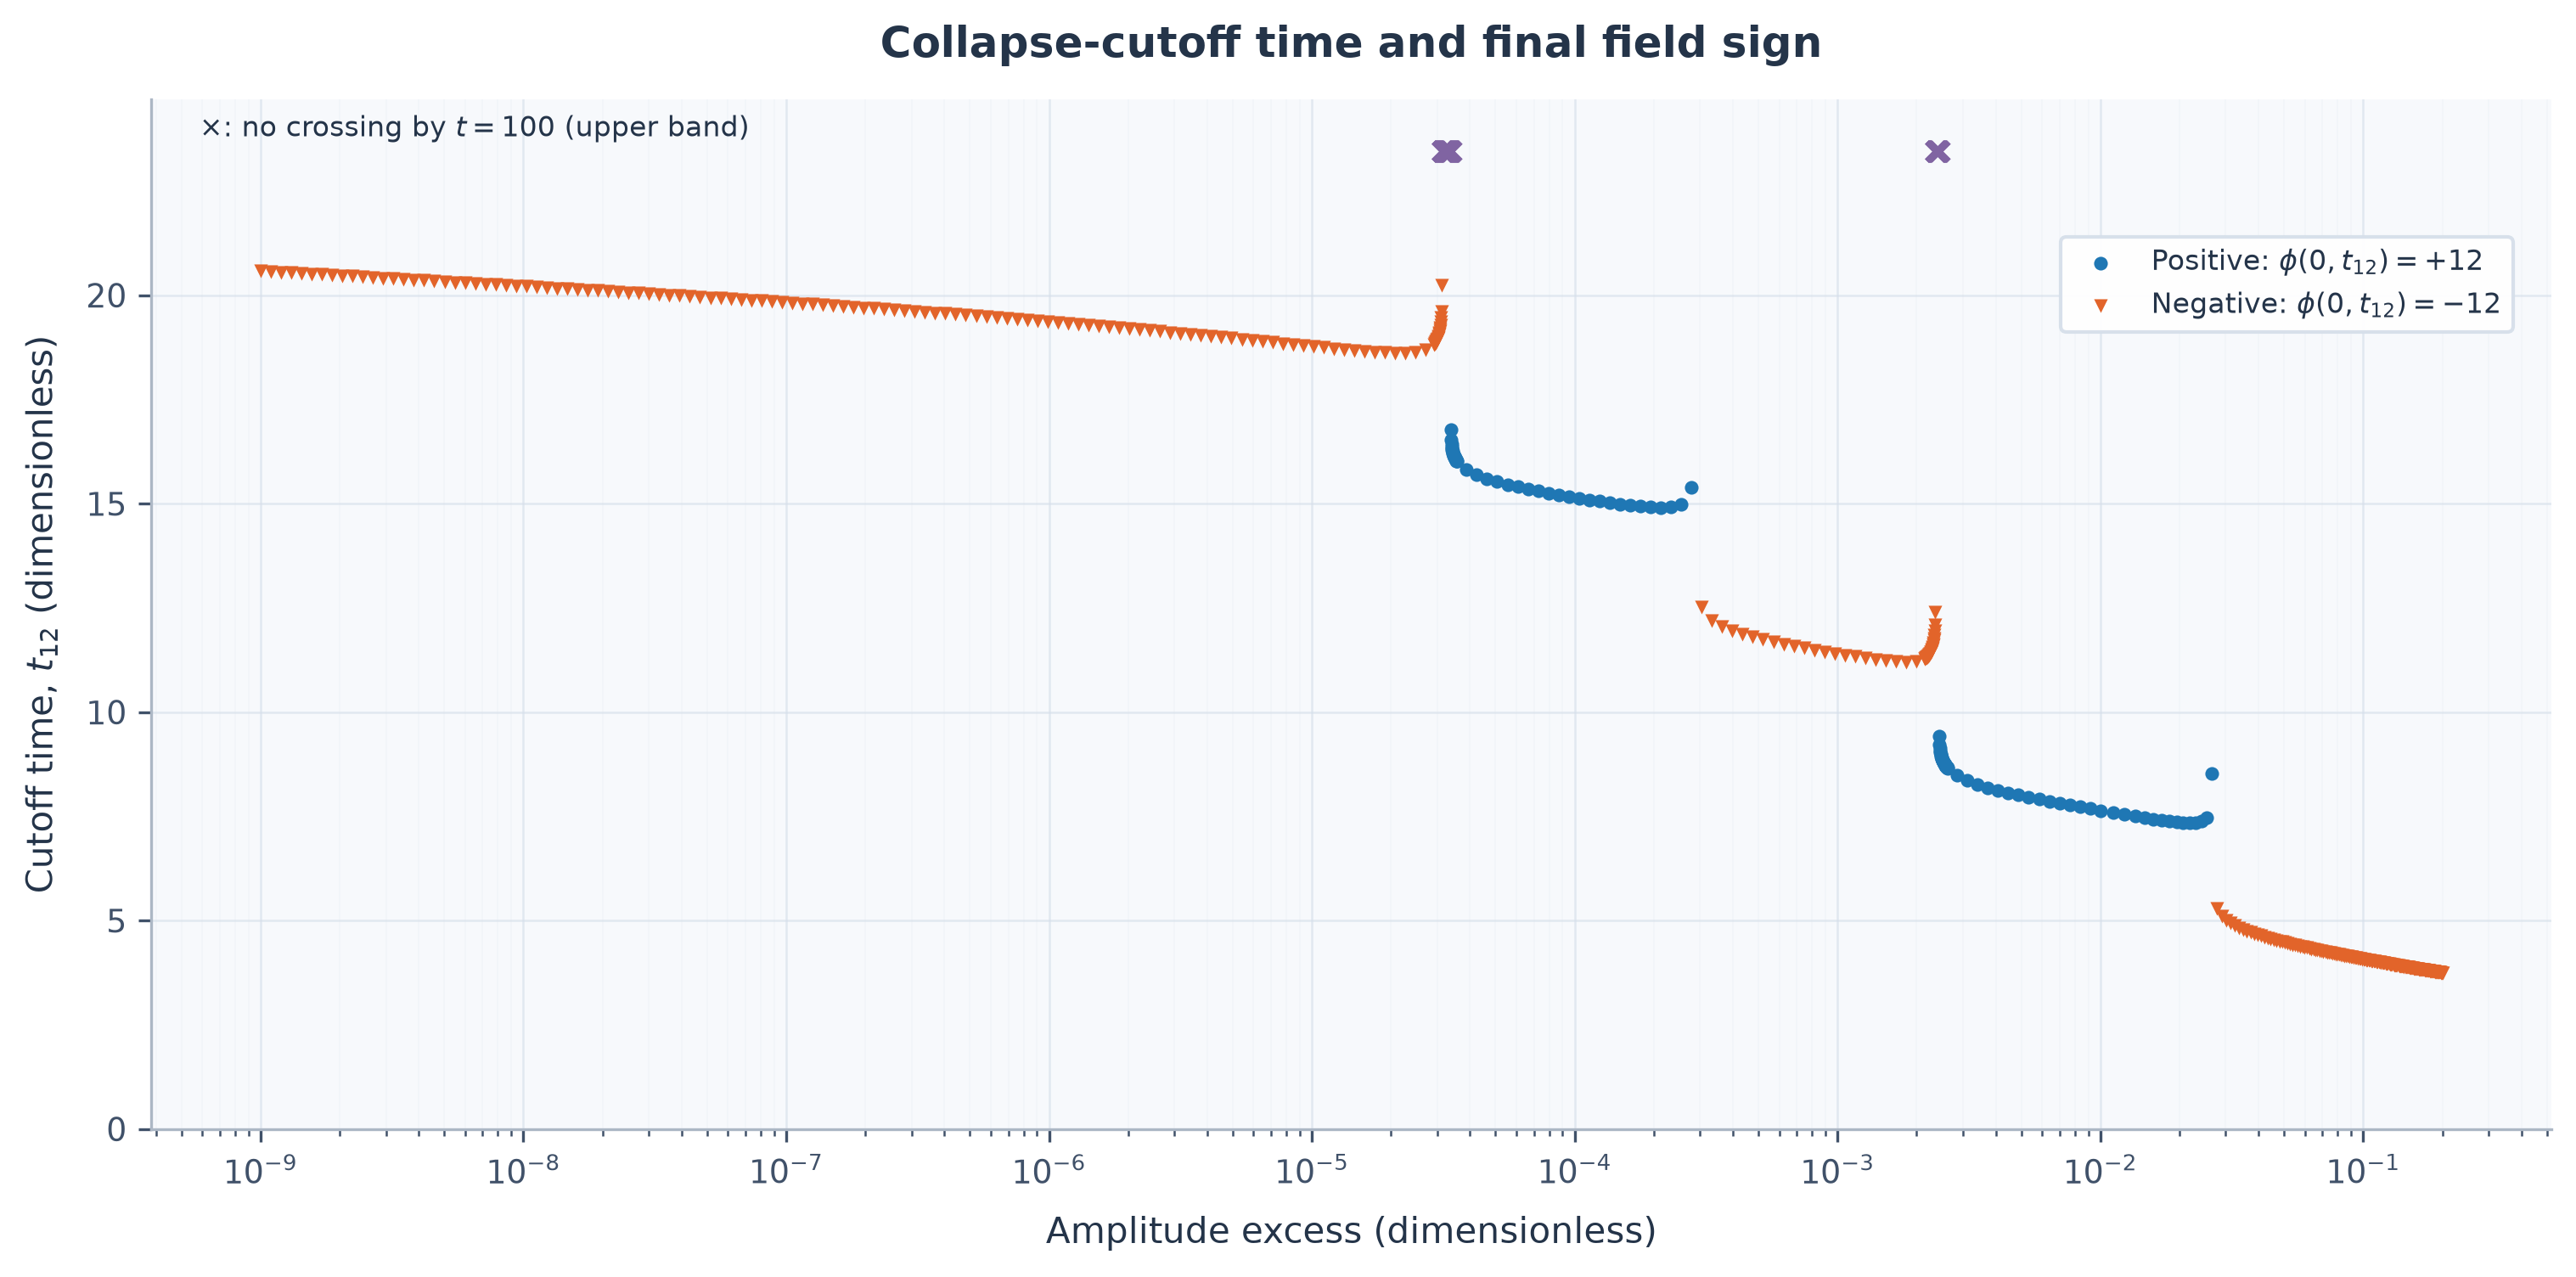 Collapse-cutoff time and final field sign
×: no crossing by t = 100 (upper band)
Positive: ϕ(0, t₁₂) = +12
Negative: ϕ(0, t₁₂) = −12
Cutoff time, t₁₂ (dimensionless)
20
15
10
5
0
10⁻⁹ 10⁻⁸ 10⁻⁷ 10⁻⁶ 10⁻⁵ 10⁻⁴ 10⁻³ 10⁻² 10⁻¹
Amplitude excess (dimensionless)